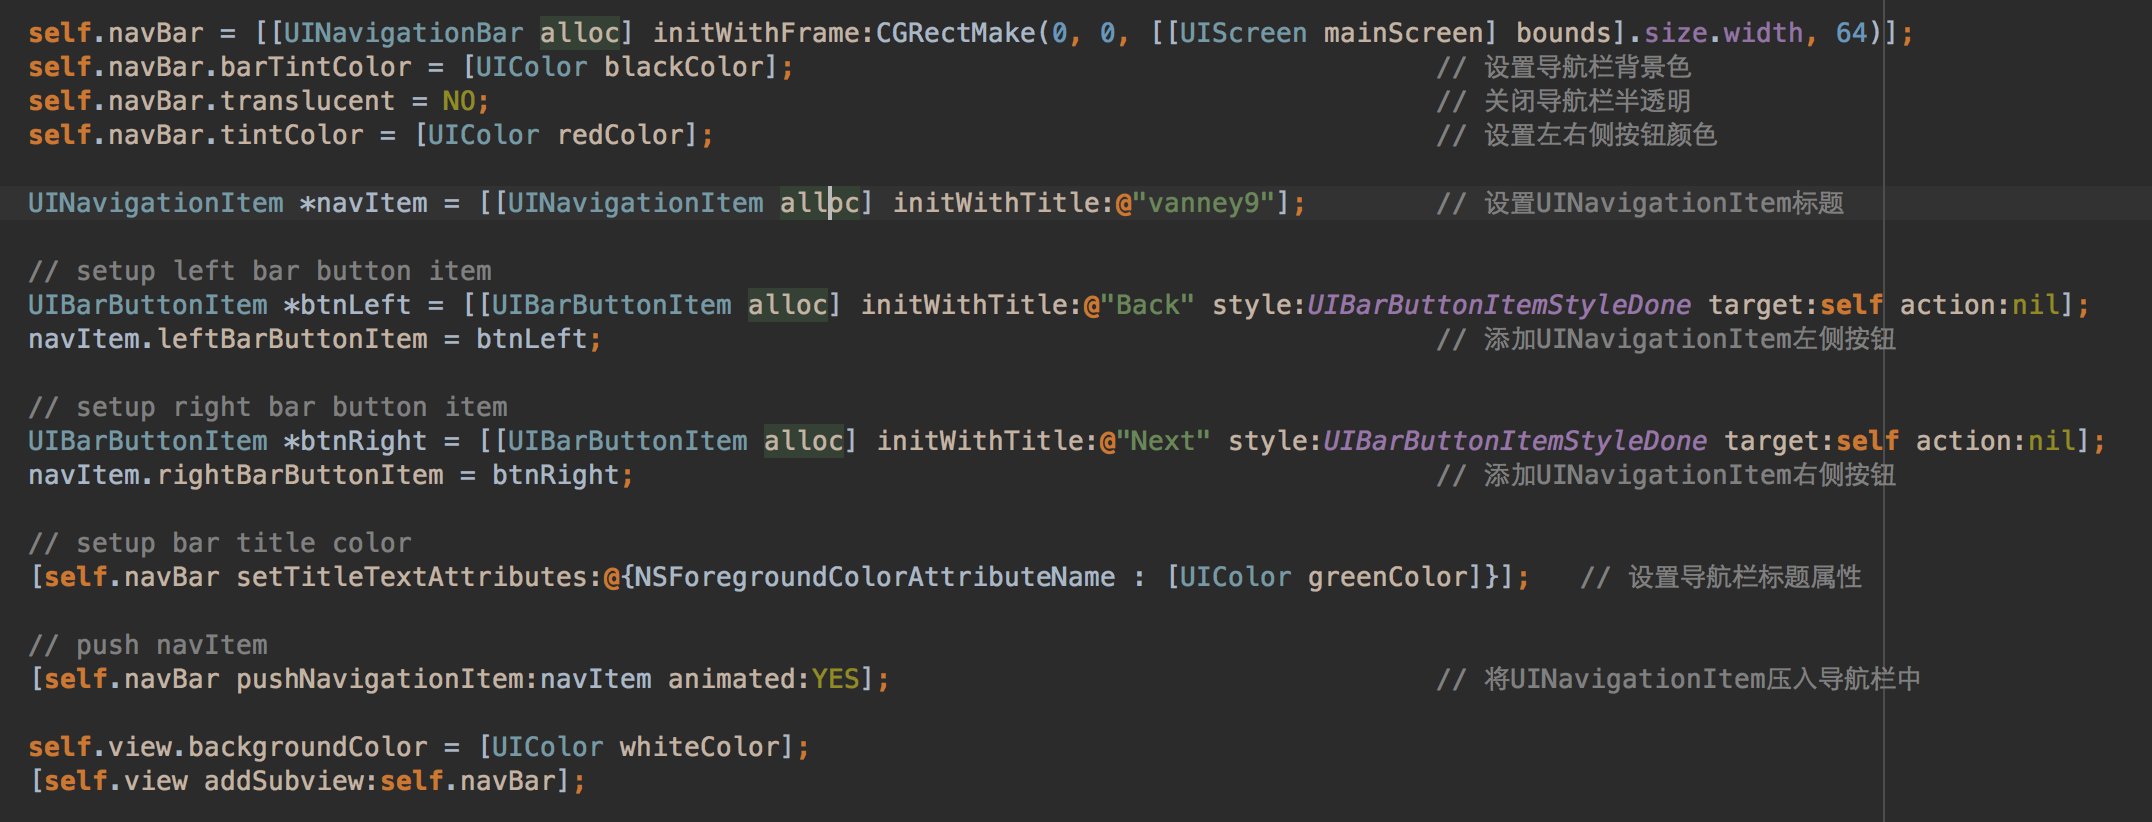 self.navBar = [[UINavigationBar alloc] initWithFrame:CGRectMake(0, 0, [[UIScreen mainScreen] bounds].size.width, 64)];
self.navBar.barTintColor = [UIColor blackColor]; // 设置导航栏背景色
self.navBar.translucent = NO; // 关闭导航栏半透明
self.navBar.tintColor = [UIColor redColor]; // 设置左右侧按钮颜色
UINavigationItem *navItem = [[UINavigationItem alloc] initWithTitle:@"vanney9"]; // 设置UINavigationItem标题
// setup left bar button item
UIBarButtonItem *btnLeft = [[UIBarButtonItem alloc] initWithTitle:@"Back" style:UIBarButtonItemStyleDone target:self action:nil];
navItem.leftBarButtonItem = btnLeft; // 添加UINavigationItem左侧按钮
// setup right bar button item
UIBarButtonItem *btnRight = [[UIBarButtonItem alloc] initWithTitle:@"Next" style:UIBarButtonItemStyleDone target:self action:nil];
navItem.rightBarButtonItem = btnRight; // 添加UINavigationItem右侧按钮
// setup bar title color
[self.navBar setTitleTextAttributes:@{NSForegroundColorAttributeName : [UIColor greenColor]}]; // 设置导航栏标题属性
// push navItem
[self.navBar pushNavigationItem:navItem animated:YES]; // 将UINavigationItem压入导航栏中
self.view.backgroundColor = [UIColor whiteColor];
[self.view addSubview:self.navBar];